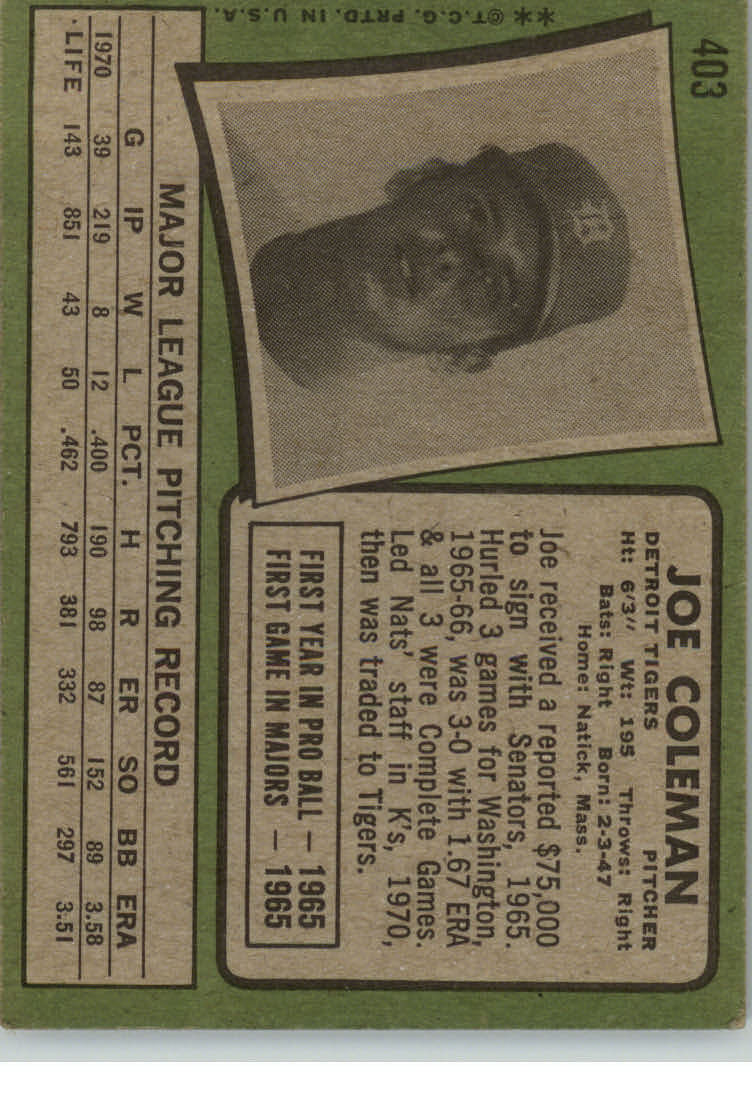 403
JOE COLEMAN
DETROIT TIGERS PITCHER
Ht: 6'3" Wt: 195 Throws: Right
Bats: Right Born: 2-3-47
Home: Natick, Mass.
Joe received a reported $75,000
to sign with Senators, 1965.
Hurled 3 games for Washington,
1965-66, was 3-0 with 1.67 ERA
& all 3 were Complete Games.
Led Nats' staff in K's, 1970,
then was traded to Tigers.
FIRST YEAR IN PRO BALL — 1965
FIRST GAME IN MAJORS — 1965
MAJOR LEAGUE PITCHING RECORD
G IP W L PCT. H R ER SO BB ERA
1970 39 219 8 12 .400 190 98 87 152 89 3.58
LIFE 143 851 43 50 .462 793 381 332 561 297 3.51
**©T.C.G. PRTD. IN U.S.A.